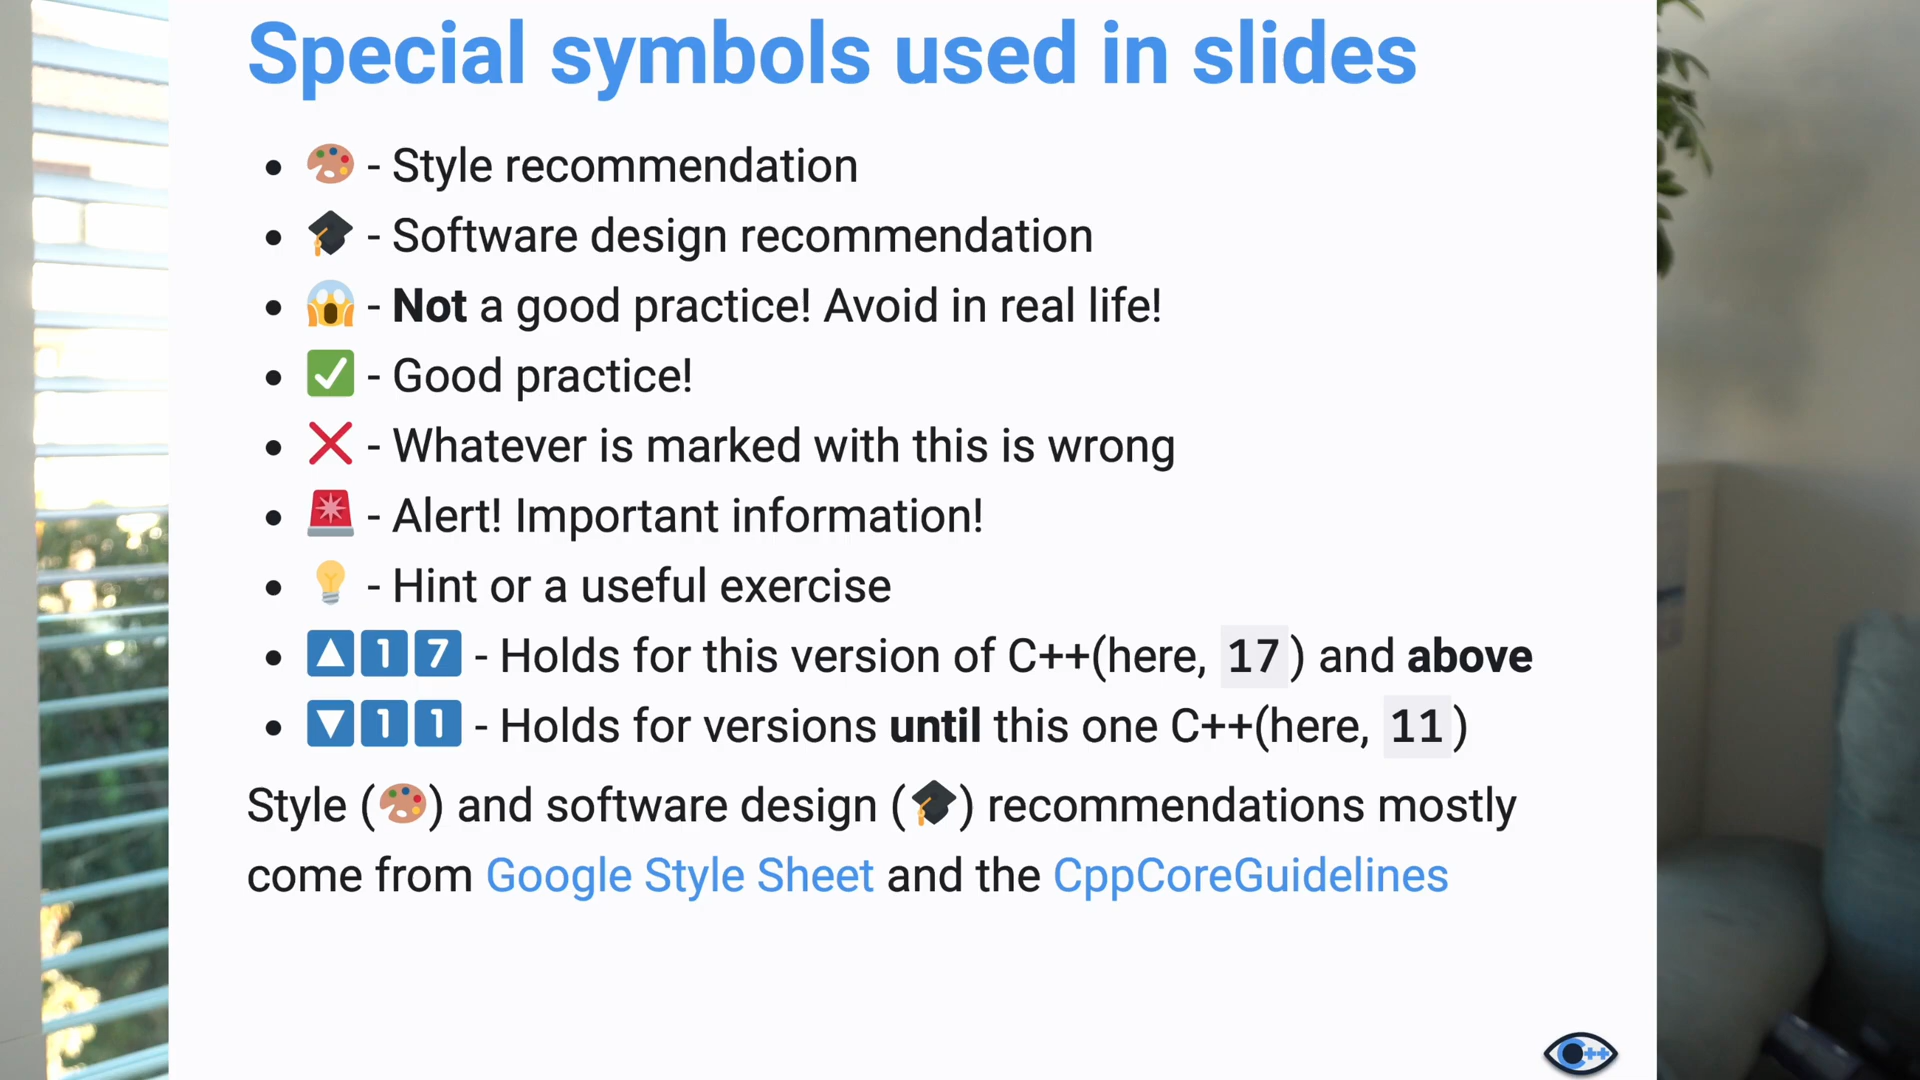 Special symbols used in slides
🎨 - Style recommendation
🎓 - Software design recommendation
😱 - Not a good practice! Avoid in real life!
✅ - Good practice!
❌ - Whatever is marked with this is wrong
🚨 - Alert! Important information!
💡 - Hint or a useful exercise
🔼1️⃣7️⃣ - Holds for this version of C++(here, 17) and above
🔽1️⃣1️⃣ - Holds for versions until this one C++(here, 11)
Style (🎨) and software design (🎓) recommendations mostly
come from Google Style Sheet and the CppCoreGuidelines
C++